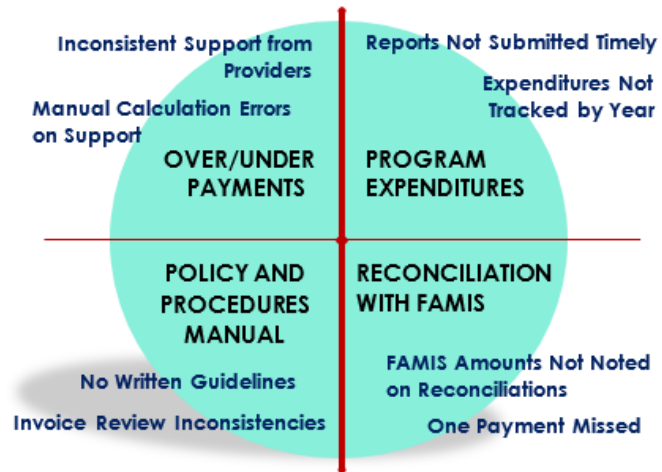 Inconsistent Support from
Providers
Manual Calculation Errors
on Support
OVER/UNDER
PAYMENTS
Reports Not Submitted Timely
Expenditures Not
Tracked by Year
PROGRAM
EXPENDITURES
POLICY AND
PROCEDURES
MANUAL
No Written Guidelines
Invoice Review Inconsistencies
RECONCILIATION
WITH FAMIS
FAMIS Amounts Not Noted
on Reconciliations
One Payment Missed